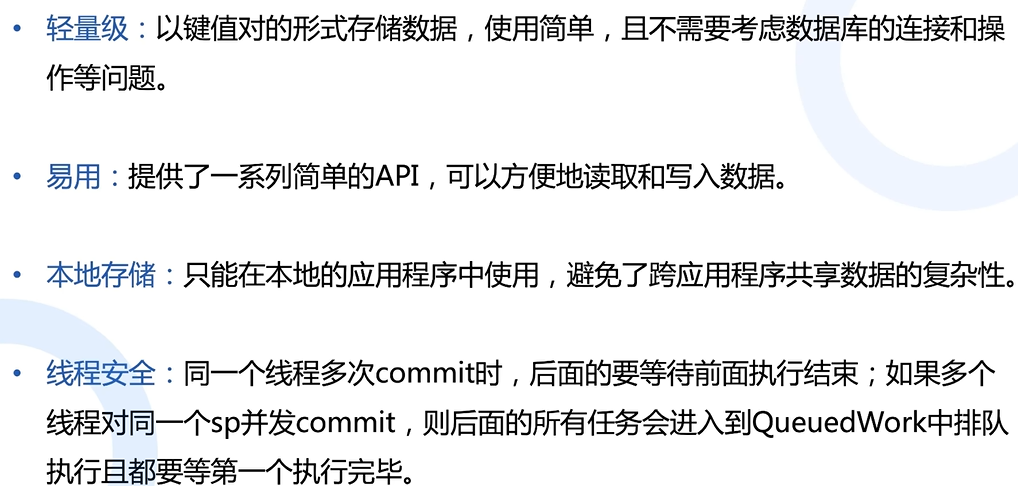 • 轻量级：以键值对的形式存储数据，使用简单，且不需要考虑数据库的连接和操
作等问题。
• 易用：提供了一系列简单的API，可以方便地读取和写入数据。
• 本地存储：只能在本地的应用程序中使用，避免了跨应用程序共享数据的复杂性。
• 线程安全：同一个线程多次commit时，后面的要等待前面执行结束；如果多个
线程对同一个sp并发commit，则后面的所有任务会进入到QueuedWork中排队
执行且都要等第一个执行完毕。